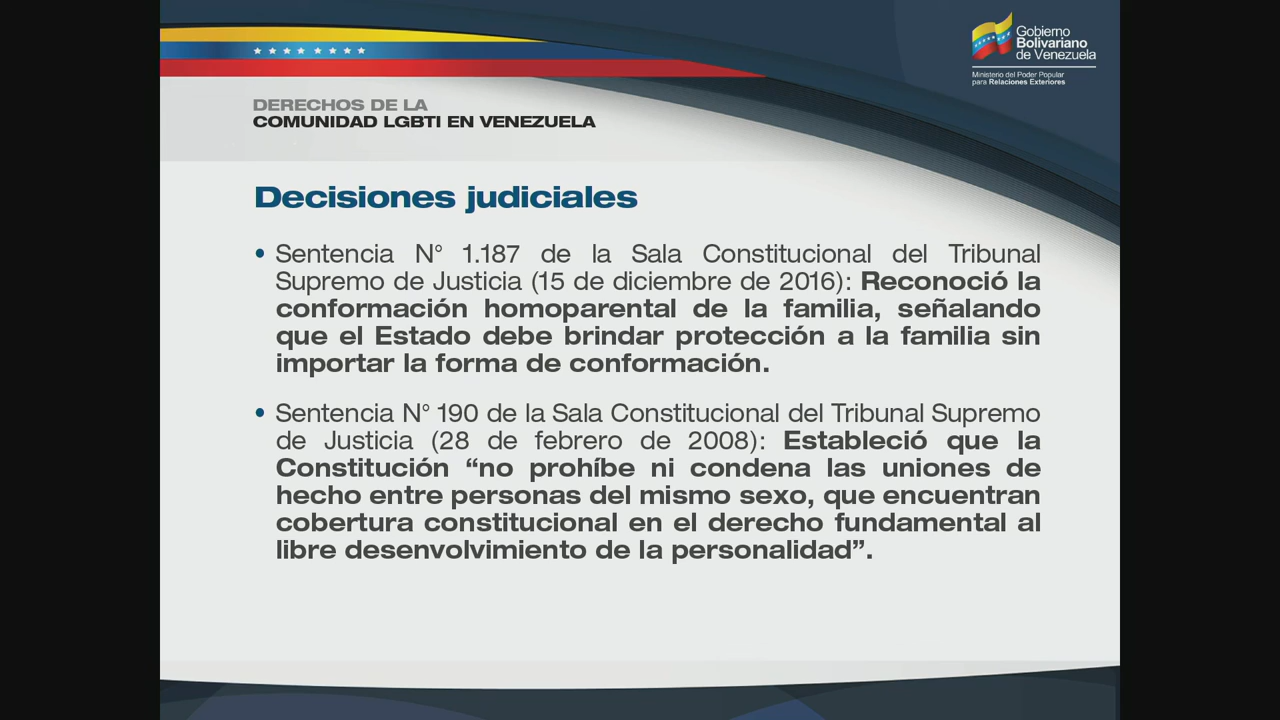 Gobierno
Bolivariano
de Venezuela
Ministerio del Poder Popular
para Relaciones Exteriores
DERECHOS DE LA
COMUNIDAD LGBTI EN VENEZUELA
Decisiones judiciales
• Sentencia N° 1.187 de la Sala Constitucional del Tribunal
Supremo de Justicia (15 de diciembre de 2016): Reconoció la
conformación homoparental de la familia, señalando
que el Estado debe brindar protección a la familia sin
importar la forma de conformación.
• Sentencia N° 190 de la Sala Constitucional del Tribunal Supremo
de Justicia (28 de febrero de 2008): Estableció que la
Constitución “no prohíbe ni condena las uniones de
hecho entre personas del mismo sexo, que encuentran
cobertura constitucional en el derecho fundamental al
libre desenvolvimiento de la personalidad”.